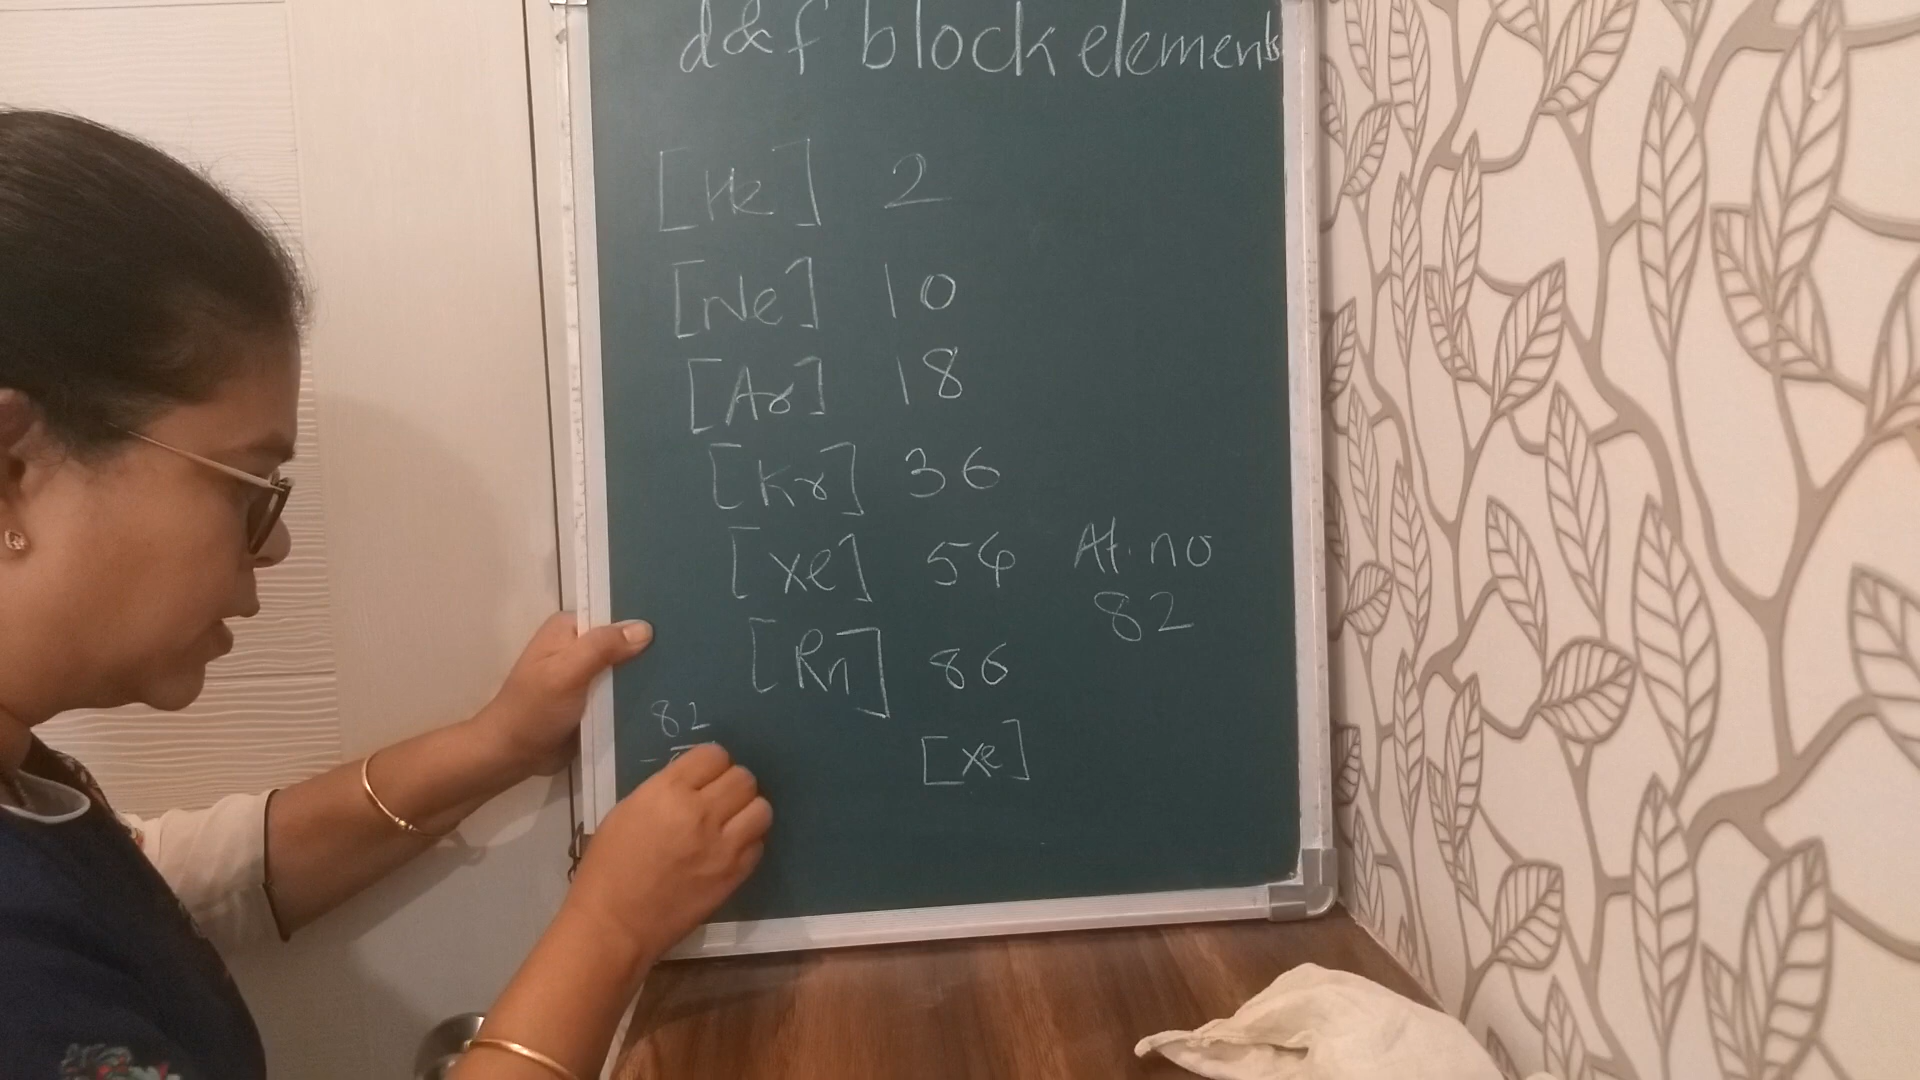 d&f block elements
[He] 2
[Ne] 10
[Ar] 18
[Kr] 36
[Xe] 54 At. no
82
[Rn] 86
82
[Xe]